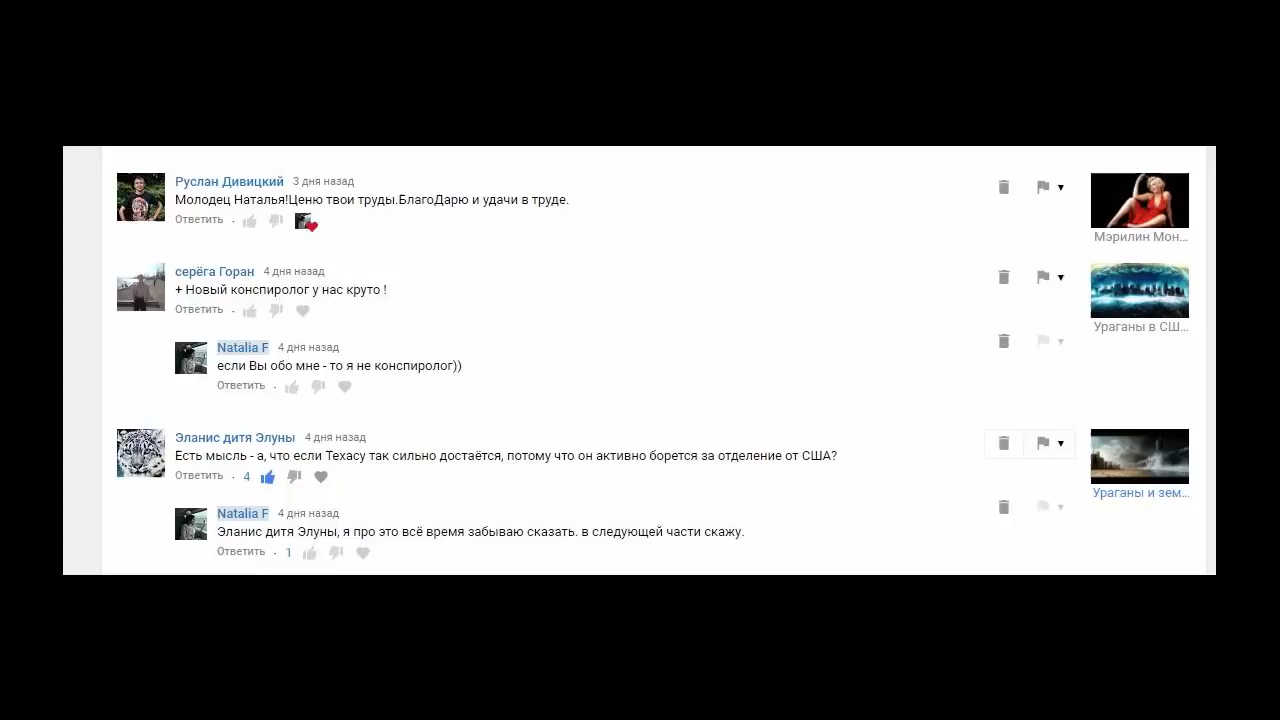 Руслан Дивицкий 3 дня назад
Молодец Наталья!Ценю твои труды.БлагоДарю и удачи в труде.
Ответить ·
Мэрилин Мон...
серёга Горан 4 дня назад
+ Новый конспиролог у нас круто !
Ответить ·
Ураганы в СШ...
Natalia F 4 дня назад
если Вы обо мне - то я не конспиролог))
Ответить ·
Эланис дитя Элуны 4 дня назад
Есть мысль - а, что если Техасу так сильно достаётся, потому что он активно борется за отделение от США?
Ответить · 4
Ураганы и зем...
Natalia F 4 дня назад
Эланис дитя Элуны, я про это всё время забываю сказать. в следующей части скажу.
Ответить · 1